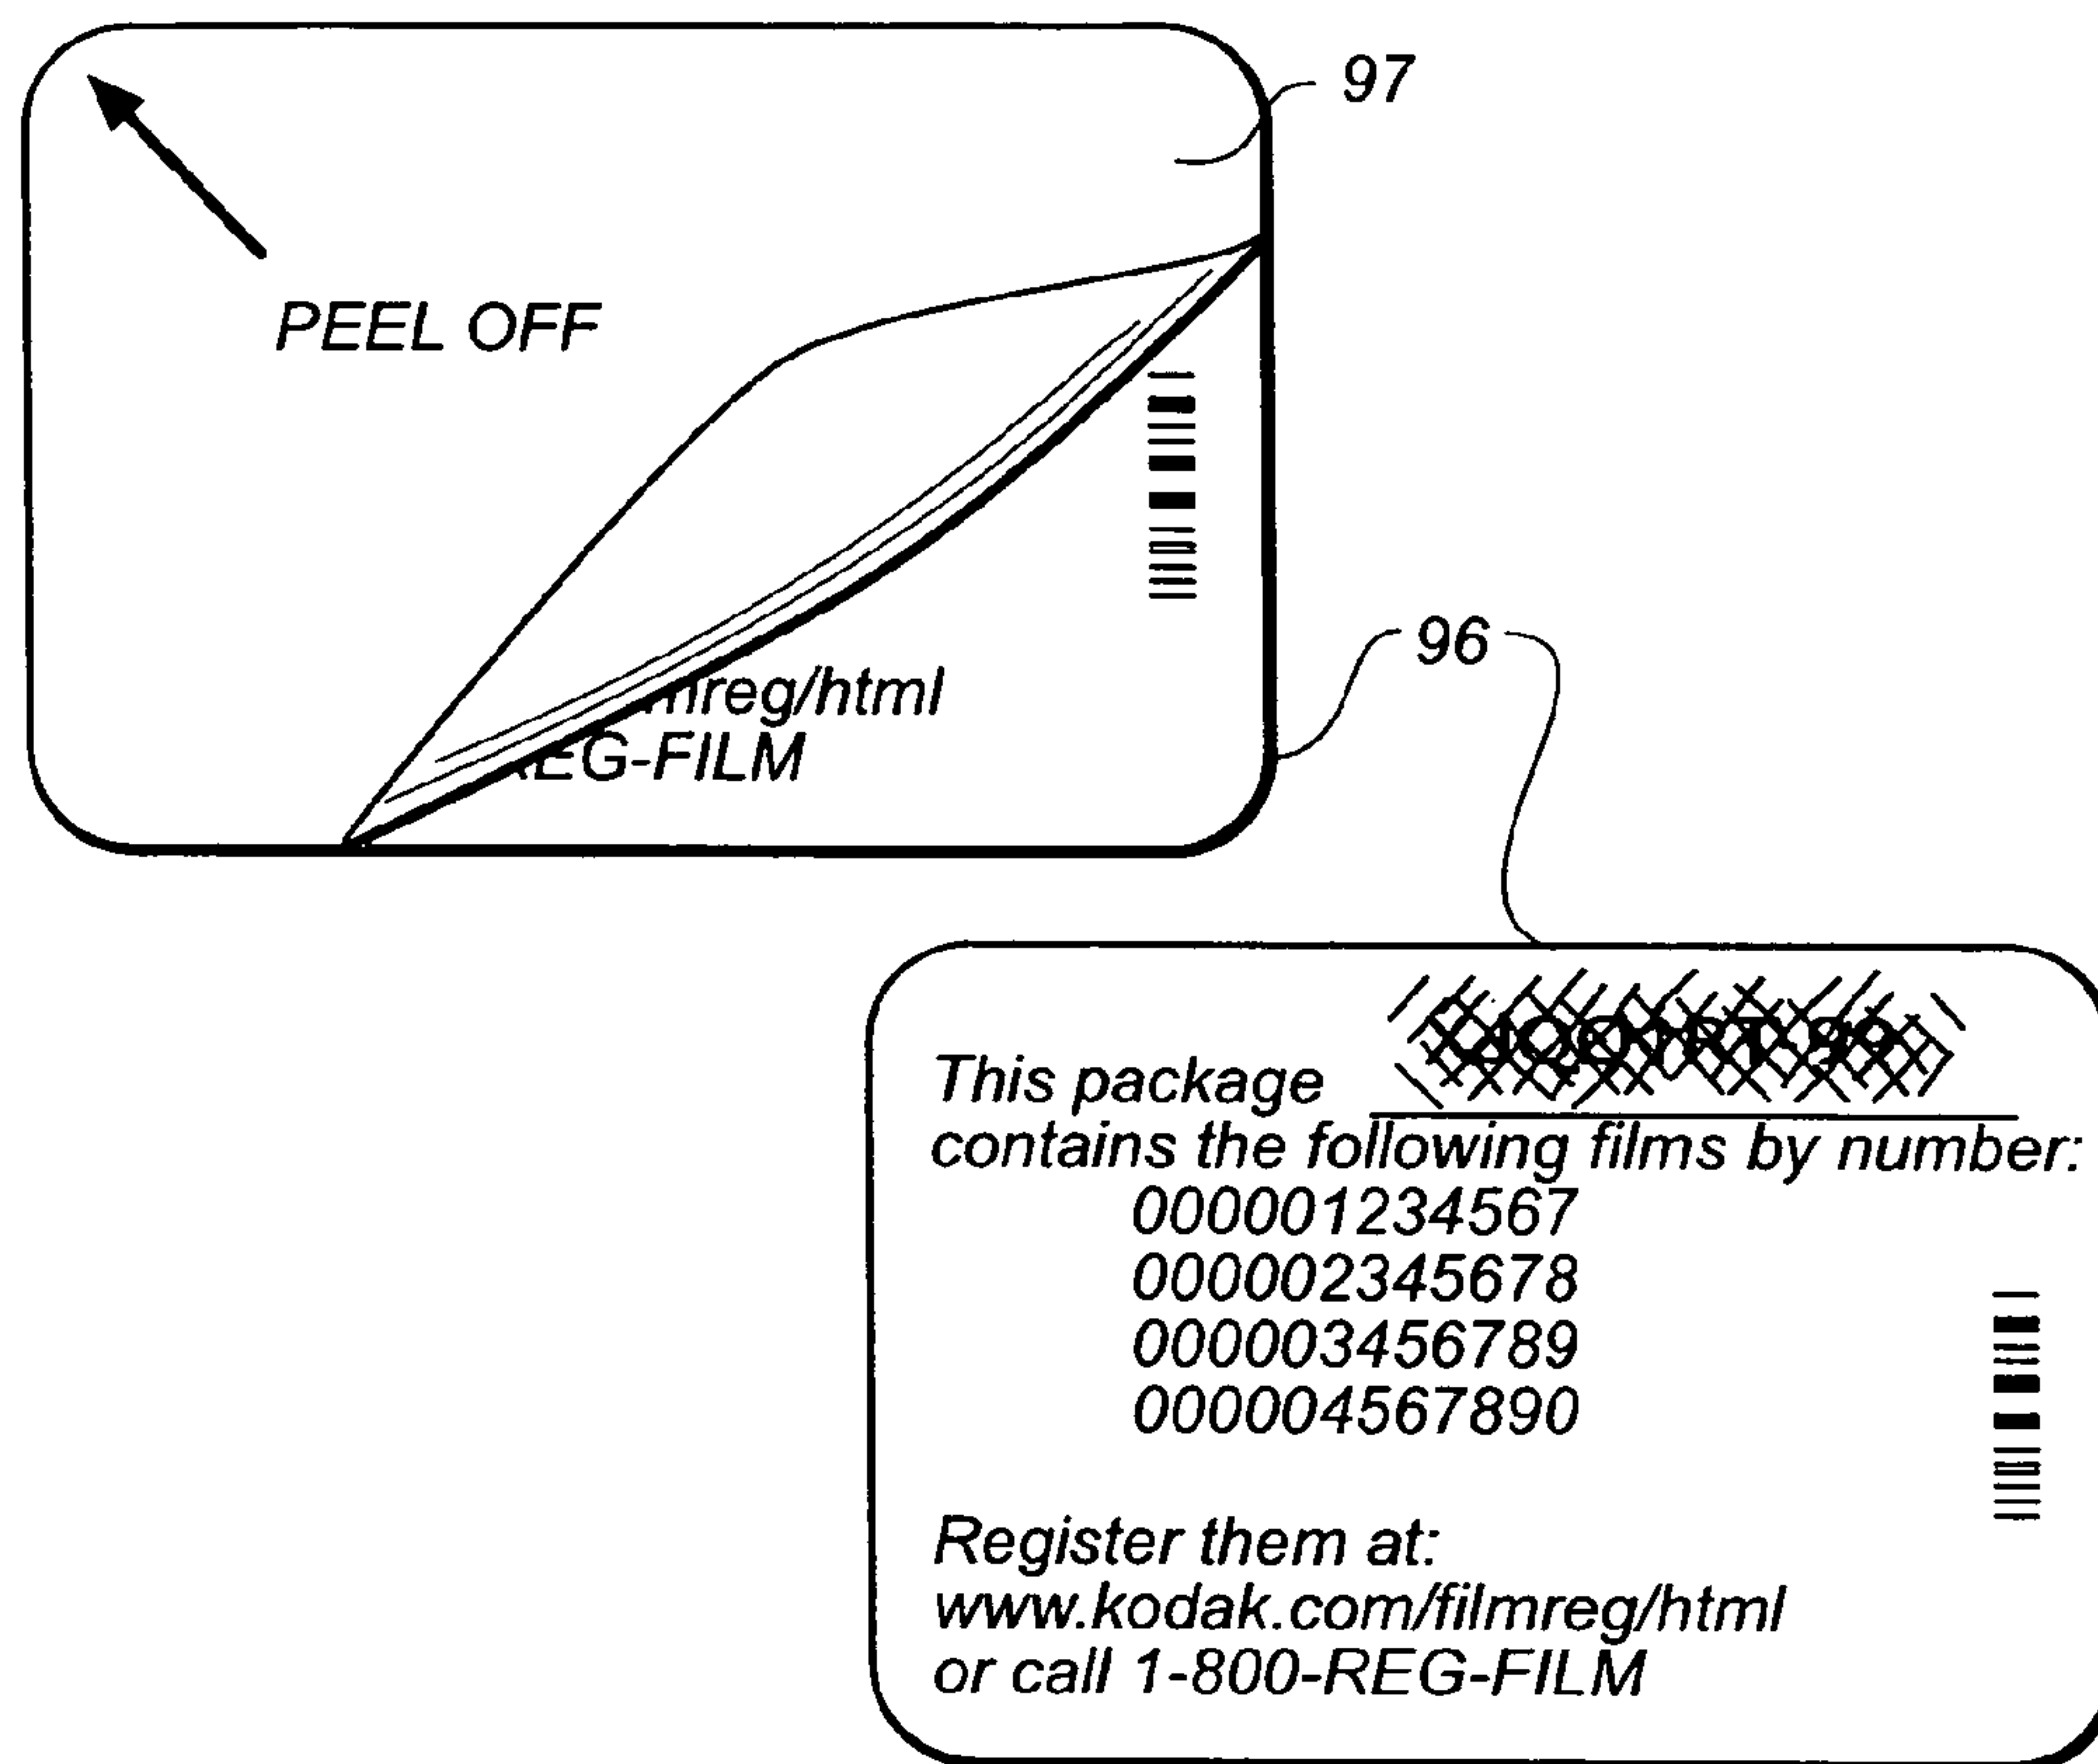 97
PEEL OFF
mreg/html
REG-FILM
96
This package
contains the following films by number:
000001234567
000002345678
000003456789
000004567890
Register them at:
www.kodak.com/filmreg/html
or call 1-800-REG-FILM